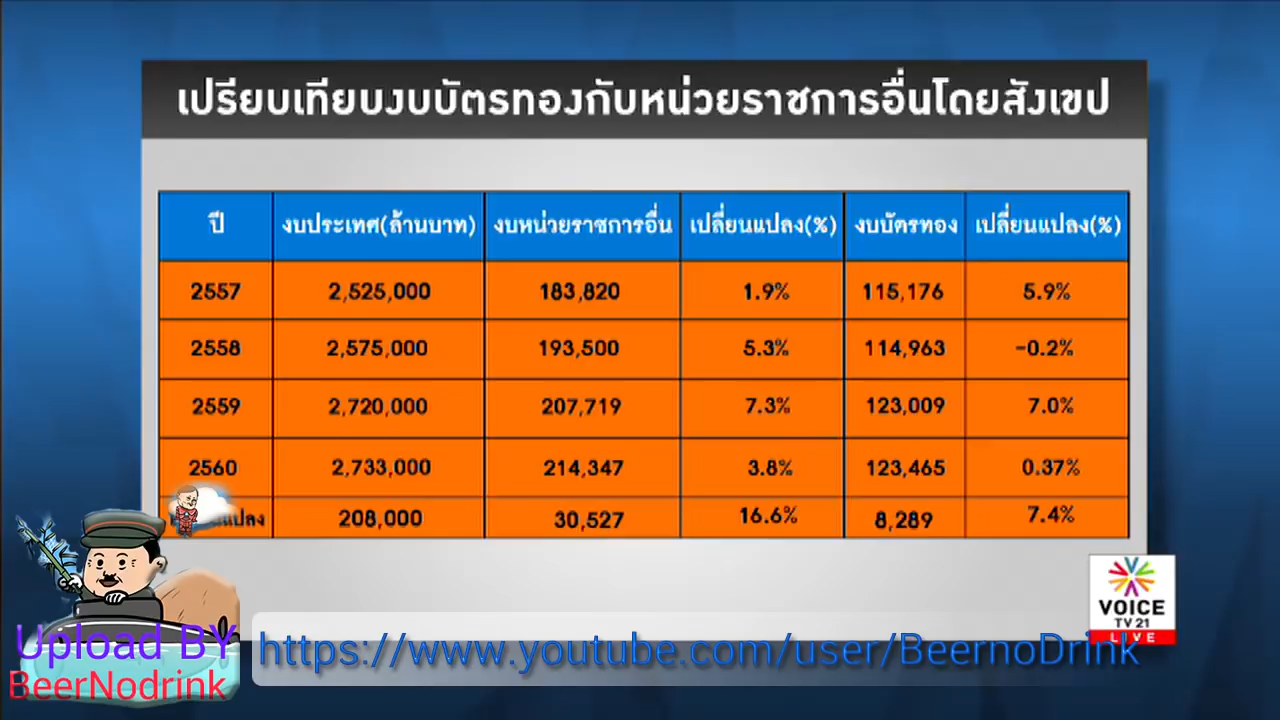 เปรียบเทียบงบบัตรทองกับหน่วยราชการอื่นโดยสังเขป
ปี งบประเทศ(ล้านบาท) งบหน่วยราชการอื่น เปลี่ยนแปลง(%) งบบัตรทอง เปลี่ยนแปลง(%)
2557 2,525,000 183,820 1.9% 115,176 5.9%
2558 2,575,000 193,500 5.3% 114,963 -0.2%
2559 2,720,000 207,719 7.3% 123,009 7.0%
2560 2,733,000 214,347 3.8% 123,465 0.37%
208,000 30,527 16.6% 8,289 7.4%
VOICE
TV 21
LIVE
Upload BY
BeerNodrink
https://www.youtube.com/user/BeernoDrink